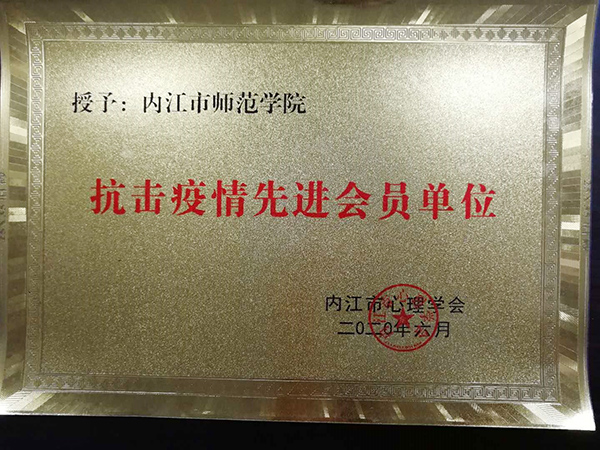 授予：内江市师范学院
抗击疫情先进会员单位
内江市心理学会
二〇二〇年六月